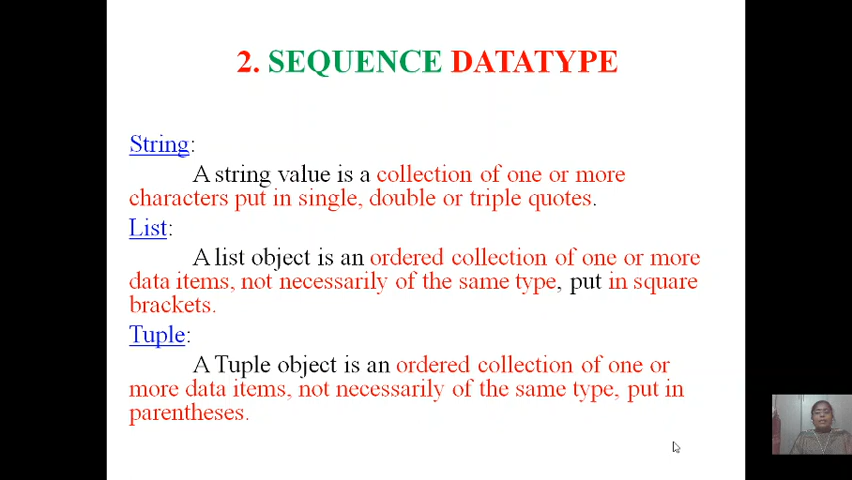 2. SEQUENCE DATATYPE
String:
A string value is a collection of one or more
characters put in single, double or triple quotes.
List:
A list object is an ordered collection of one or more
data items, not necessarily of the same type, put in square
brackets.
Tuple:
A Tuple object is an ordered collection of one or
more data items, not necessarily of the same type, put in
parentheses.